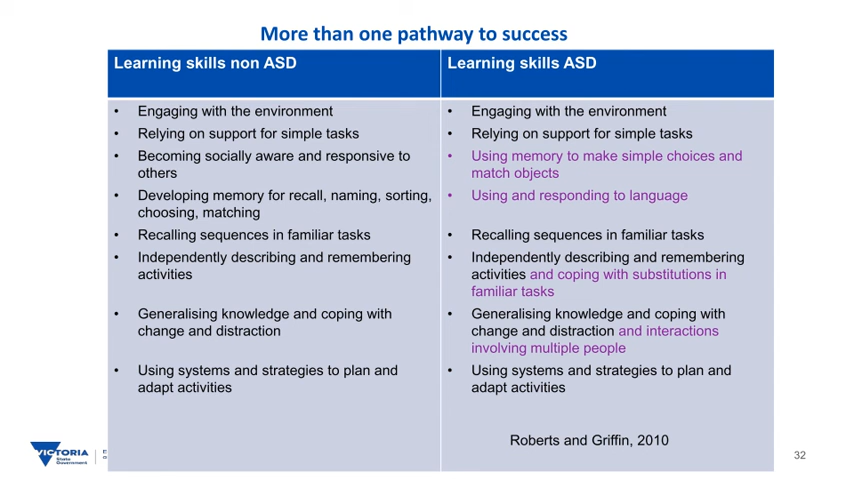 More than one pathway to success
Learning skills non ASD
• Engaging with the environment
• Relying on support for simple tasks
• Becoming socially aware and responsive to
others
• Developing memory for recall, naming, sorting,
choosing, matching
• Recalling sequences in familiar tasks
• Independently describing and remembering
activities
• Generalising knowledge and coping with
change and distraction
• Using systems and strategies to plan and
adapt activities
Learning skills ASD
• Engaging with the environment
• Relying on support for simple tasks
• Using memory to make simple choices and
match objects
• Using and responding to language
• Recalling sequences in familiar tasks
• Independently describing and remembering
activities and coping with substitutions in
familiar tasks
• Generalising knowledge and coping with
change and distraction and interactions
involving multiple people
• Using systems and strategies to plan and
adapt activities
Roberts and Griffin, 2010
VICTORIA
State
Government
32